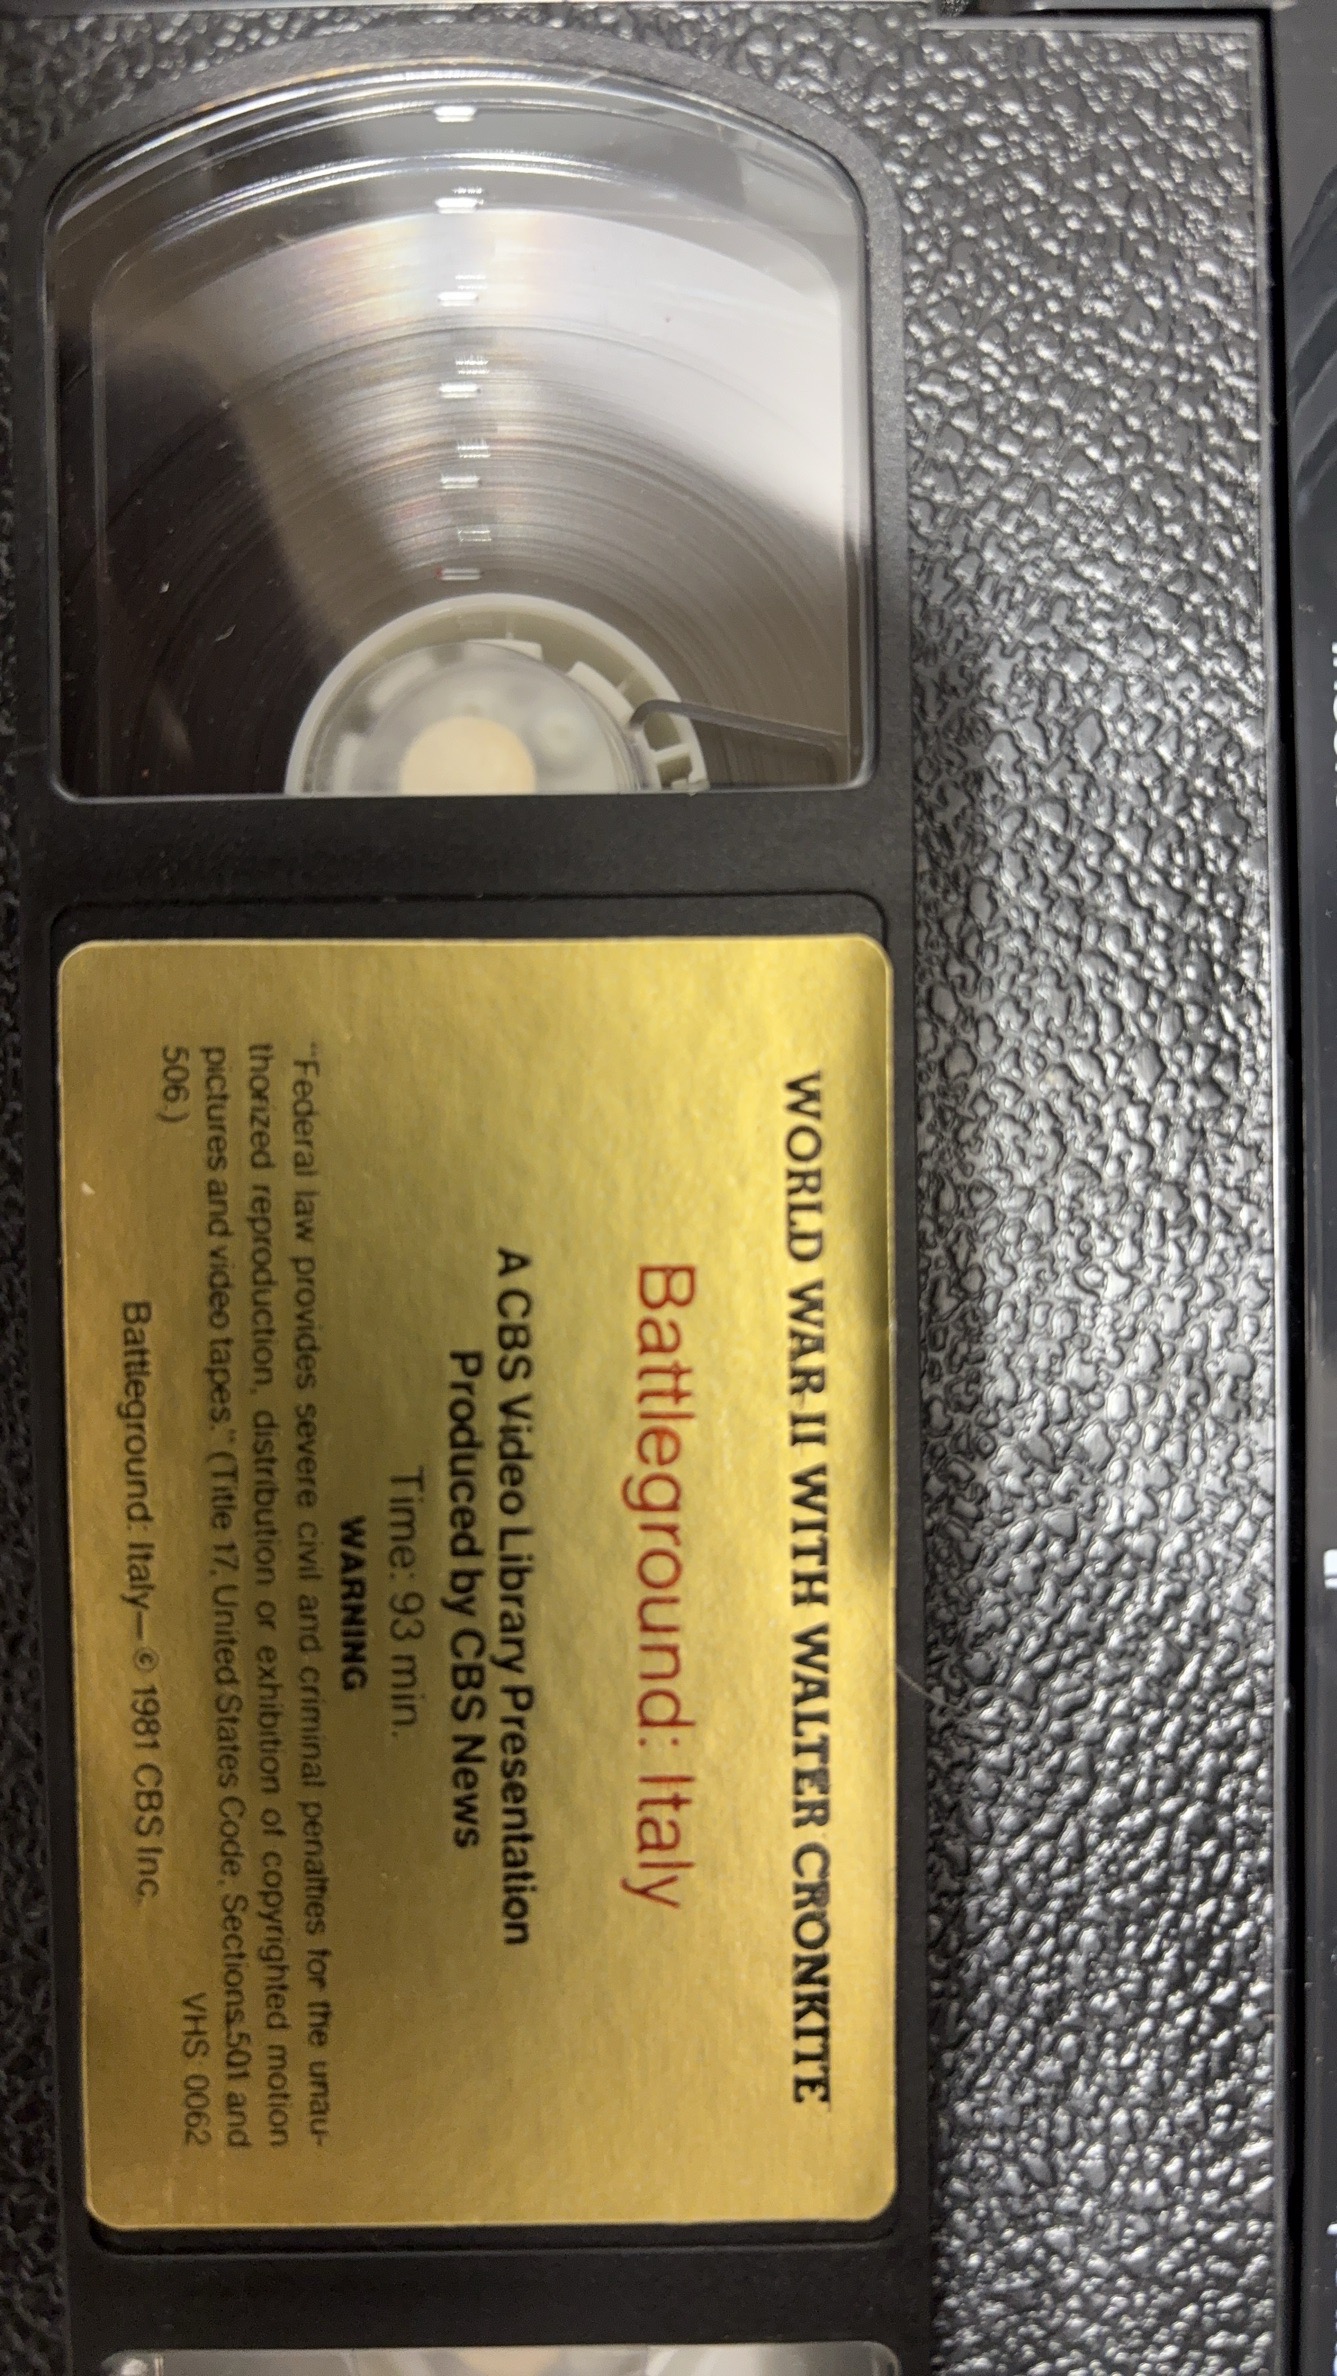 WORLD WAR II WITH WALTER CRONKITE
Battleground: Italy
A CBS Video Library Presentation
Produced by CBS News
Time: 93 min.
WARNING
"Federal law provides severe civil and criminal penalties for the unau-
thorized reproduction, distribution or exhibition of copyrighted motion
pictures and video tapes." (Title 17, United States Code, Sections 501 and
506.)
VHS 0062
Battleground: Italy—© 1981 CBS Inc.